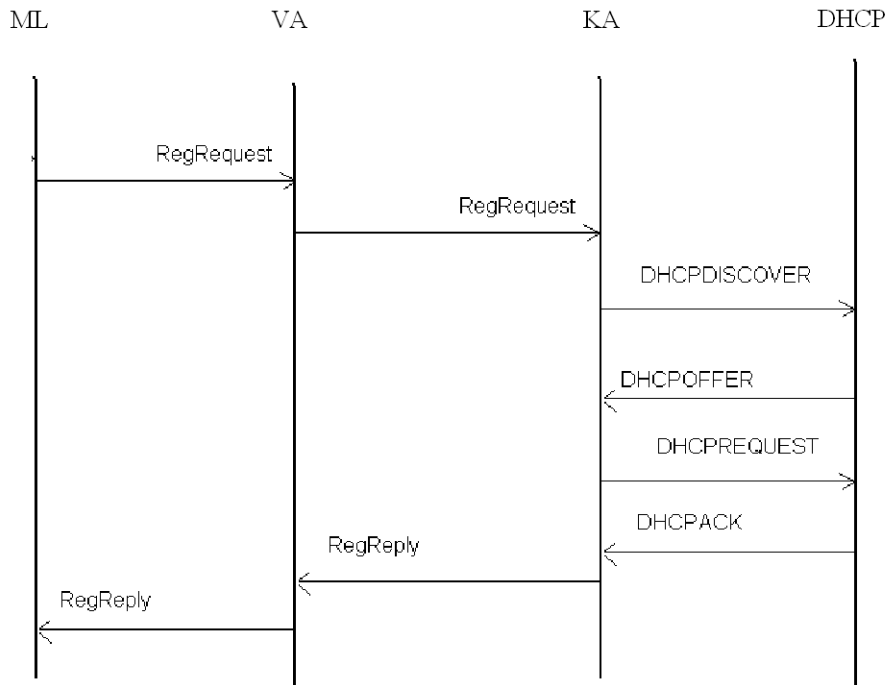 ML VA KA DHCP
RegRequest
RegRequest
DHCPDISCOVER
DHCPOFFER
DHCPREQUEST
DHCPACK
RegReply
RegReply